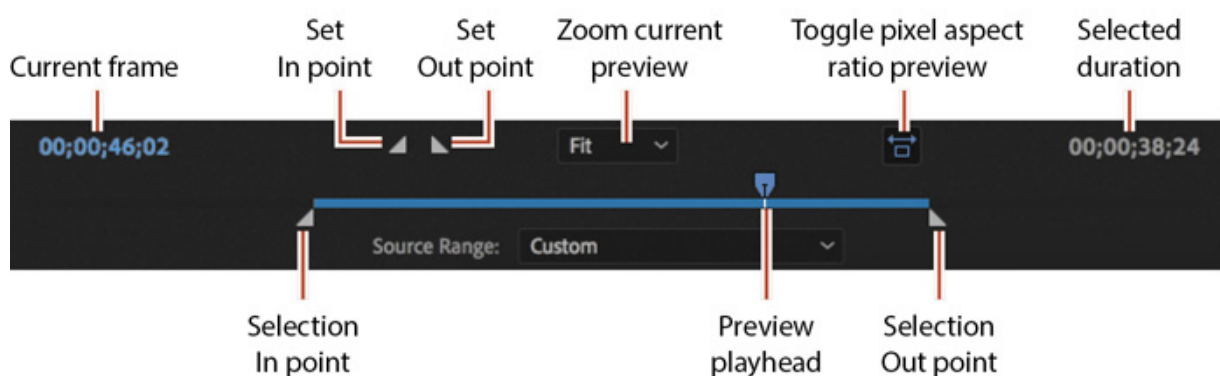 Current frame
Set
In point
Set
Out point
Zoom current
preview
Toggle pixel aspect
ratio preview
Selected
duration
00;00;46;02
Fit
00;00;38;24
Source Range:
Custom
Selection
In point
Preview
playhead
Selection
Out point